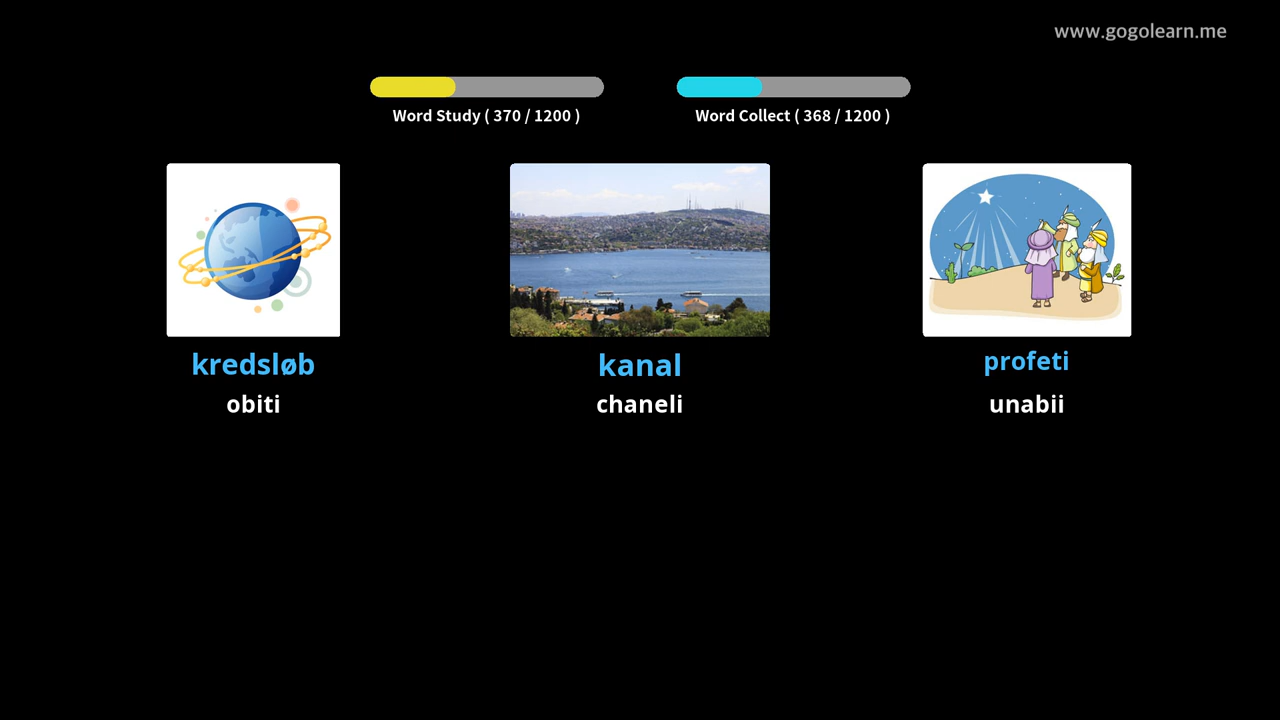 www.gogolearn.me
Word Study ( 370 / 1200 )
Word Collect ( 368 / 1200 )
kredsløb
obiti
kanal
chaneli
profeti
unabii